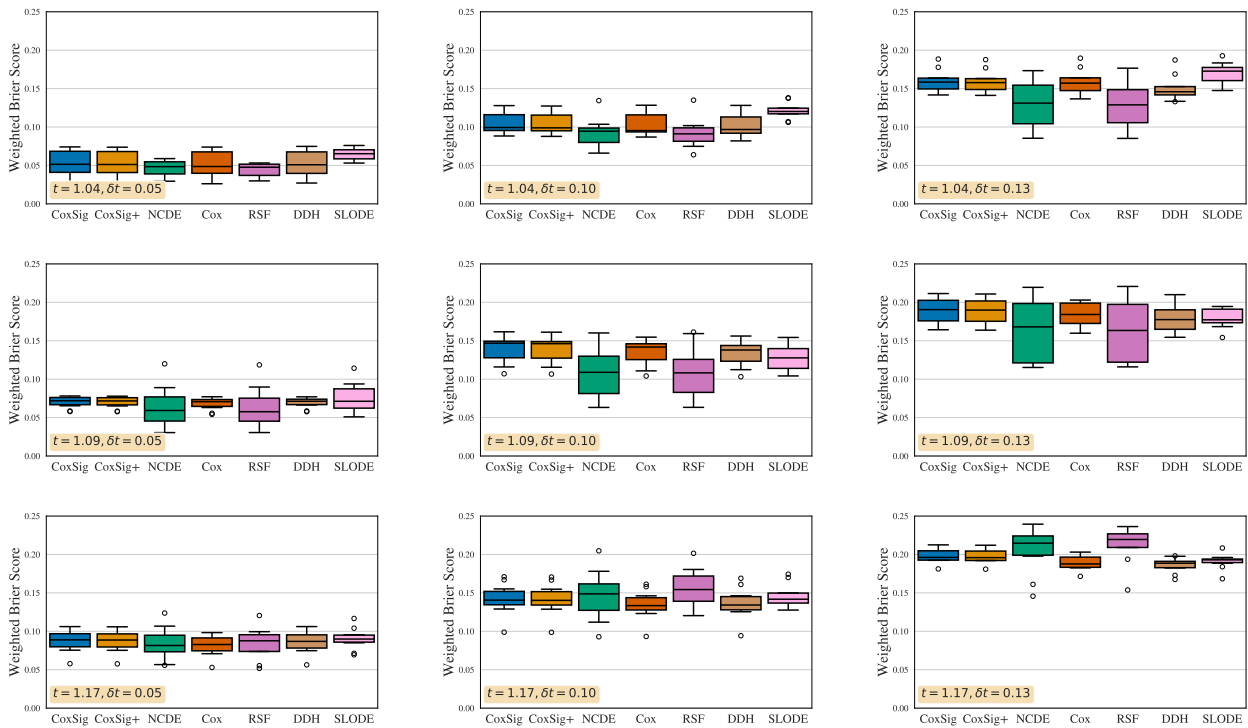 0.25
0.20
0.15
0.10
0.05
0.00
Weighted Brier Score
t = 1.04, δt = 0.05
CoxSig CoxSig+ NCDE Cox RSF DDH SLODE
0.25
0.20
0.15
0.10
0.05
0.00
Weighted Brier Score
t = 1.04, δt = 0.10
CoxSig CoxSig+ NCDE Cox RSF DDH SLODE
0.25
0.20
0.15
0.10
0.05
0.00
Weighted Brier Score
t = 1.04, δt = 0.13
CoxSig CoxSig+ NCDE Cox RSF DDH SLODE
0.25
0.20
0.15
0.10
0.05
0.00
Weighted Brier Score
t = 1.09, δt = 0.05
CoxSig CoxSig+ NCDE Cox RSF DDH SLODE
0.25
0.20
0.15
0.10
0.05
0.00
Weighted Brier Score
t = 1.09, δt = 0.10
CoxSig CoxSig+ NCDE Cox RSF DDH SLODE
0.25
0.20
0.15
0.10
0.05
0.00
Weighted Brier Score
t = 1.09, δt = 0.13
CoxSig CoxSig+ NCDE Cox RSF DDH SLODE
0.25
0.20
0.15
0.10
0.05
0.00
Weighted Brier Score
t = 1.17, δt = 0.05
CoxSig CoxSig+ NCDE Cox RSF DDH SLODE
0.25
0.20
0.15
0.10
0.05
0.00
Weighted Brier Score
t = 1.17, δt = 0.10
CoxSig CoxSig+ NCDE Cox RSF DDH SLODE
0.25
0.20
0.15
0.10
0.05
0.00
Weighted Brier Score
t = 1.17, δt = 0.13
CoxSig CoxSig+ NCDE Cox RSF DDH SLODE